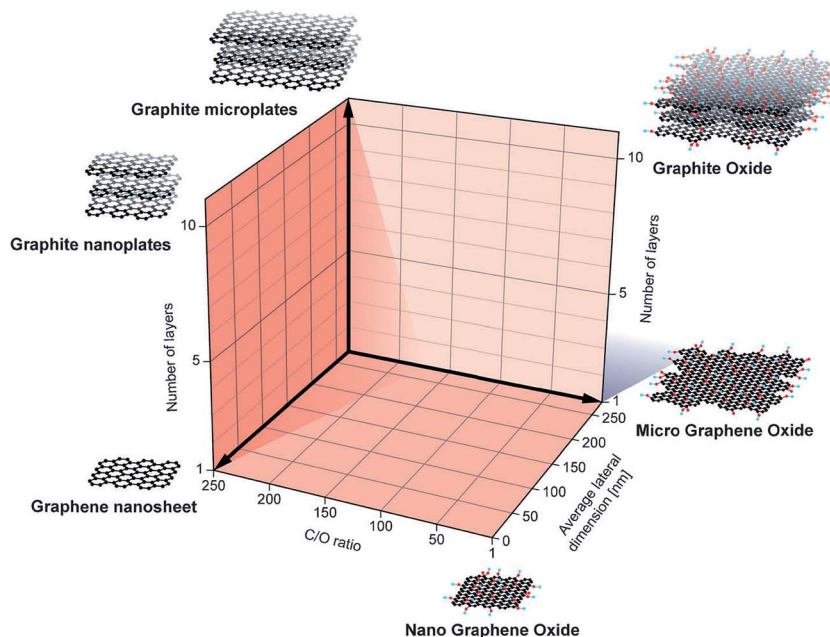 Graphite microplates
Graphite Oxide
Graphite nanoplates
Micro Graphene Oxide
Graphene nanosheet
Nano Graphene Oxide
Number of layers
10
5
1
Number of layers
10
5
1
C/O ratio
250
200
150
100
50
1
Average lateral
dimension [nm]
0
50
100
150
200
250